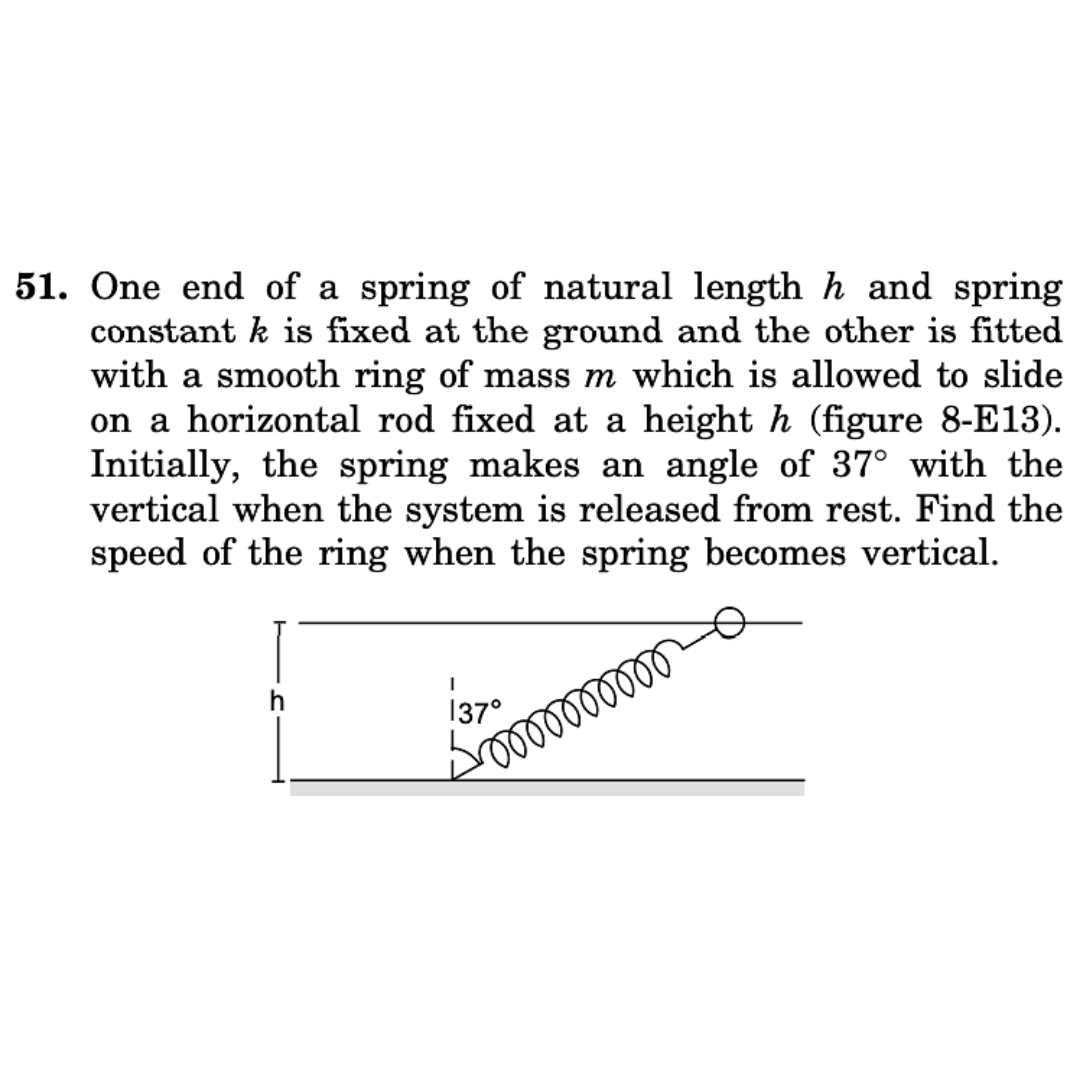 51. One end of a spring of natural length h and spring
constant k is fixed at the ground and the other is fitted
with a smooth ring of mass m which is allowed to slide
on a horizontal rod fixed at a height h (figure 8-E13).
Initially, the spring makes an angle of 37° with the
vertical when the system is released from rest. Find the
speed of the ring when the spring becomes vertical.
h
37°